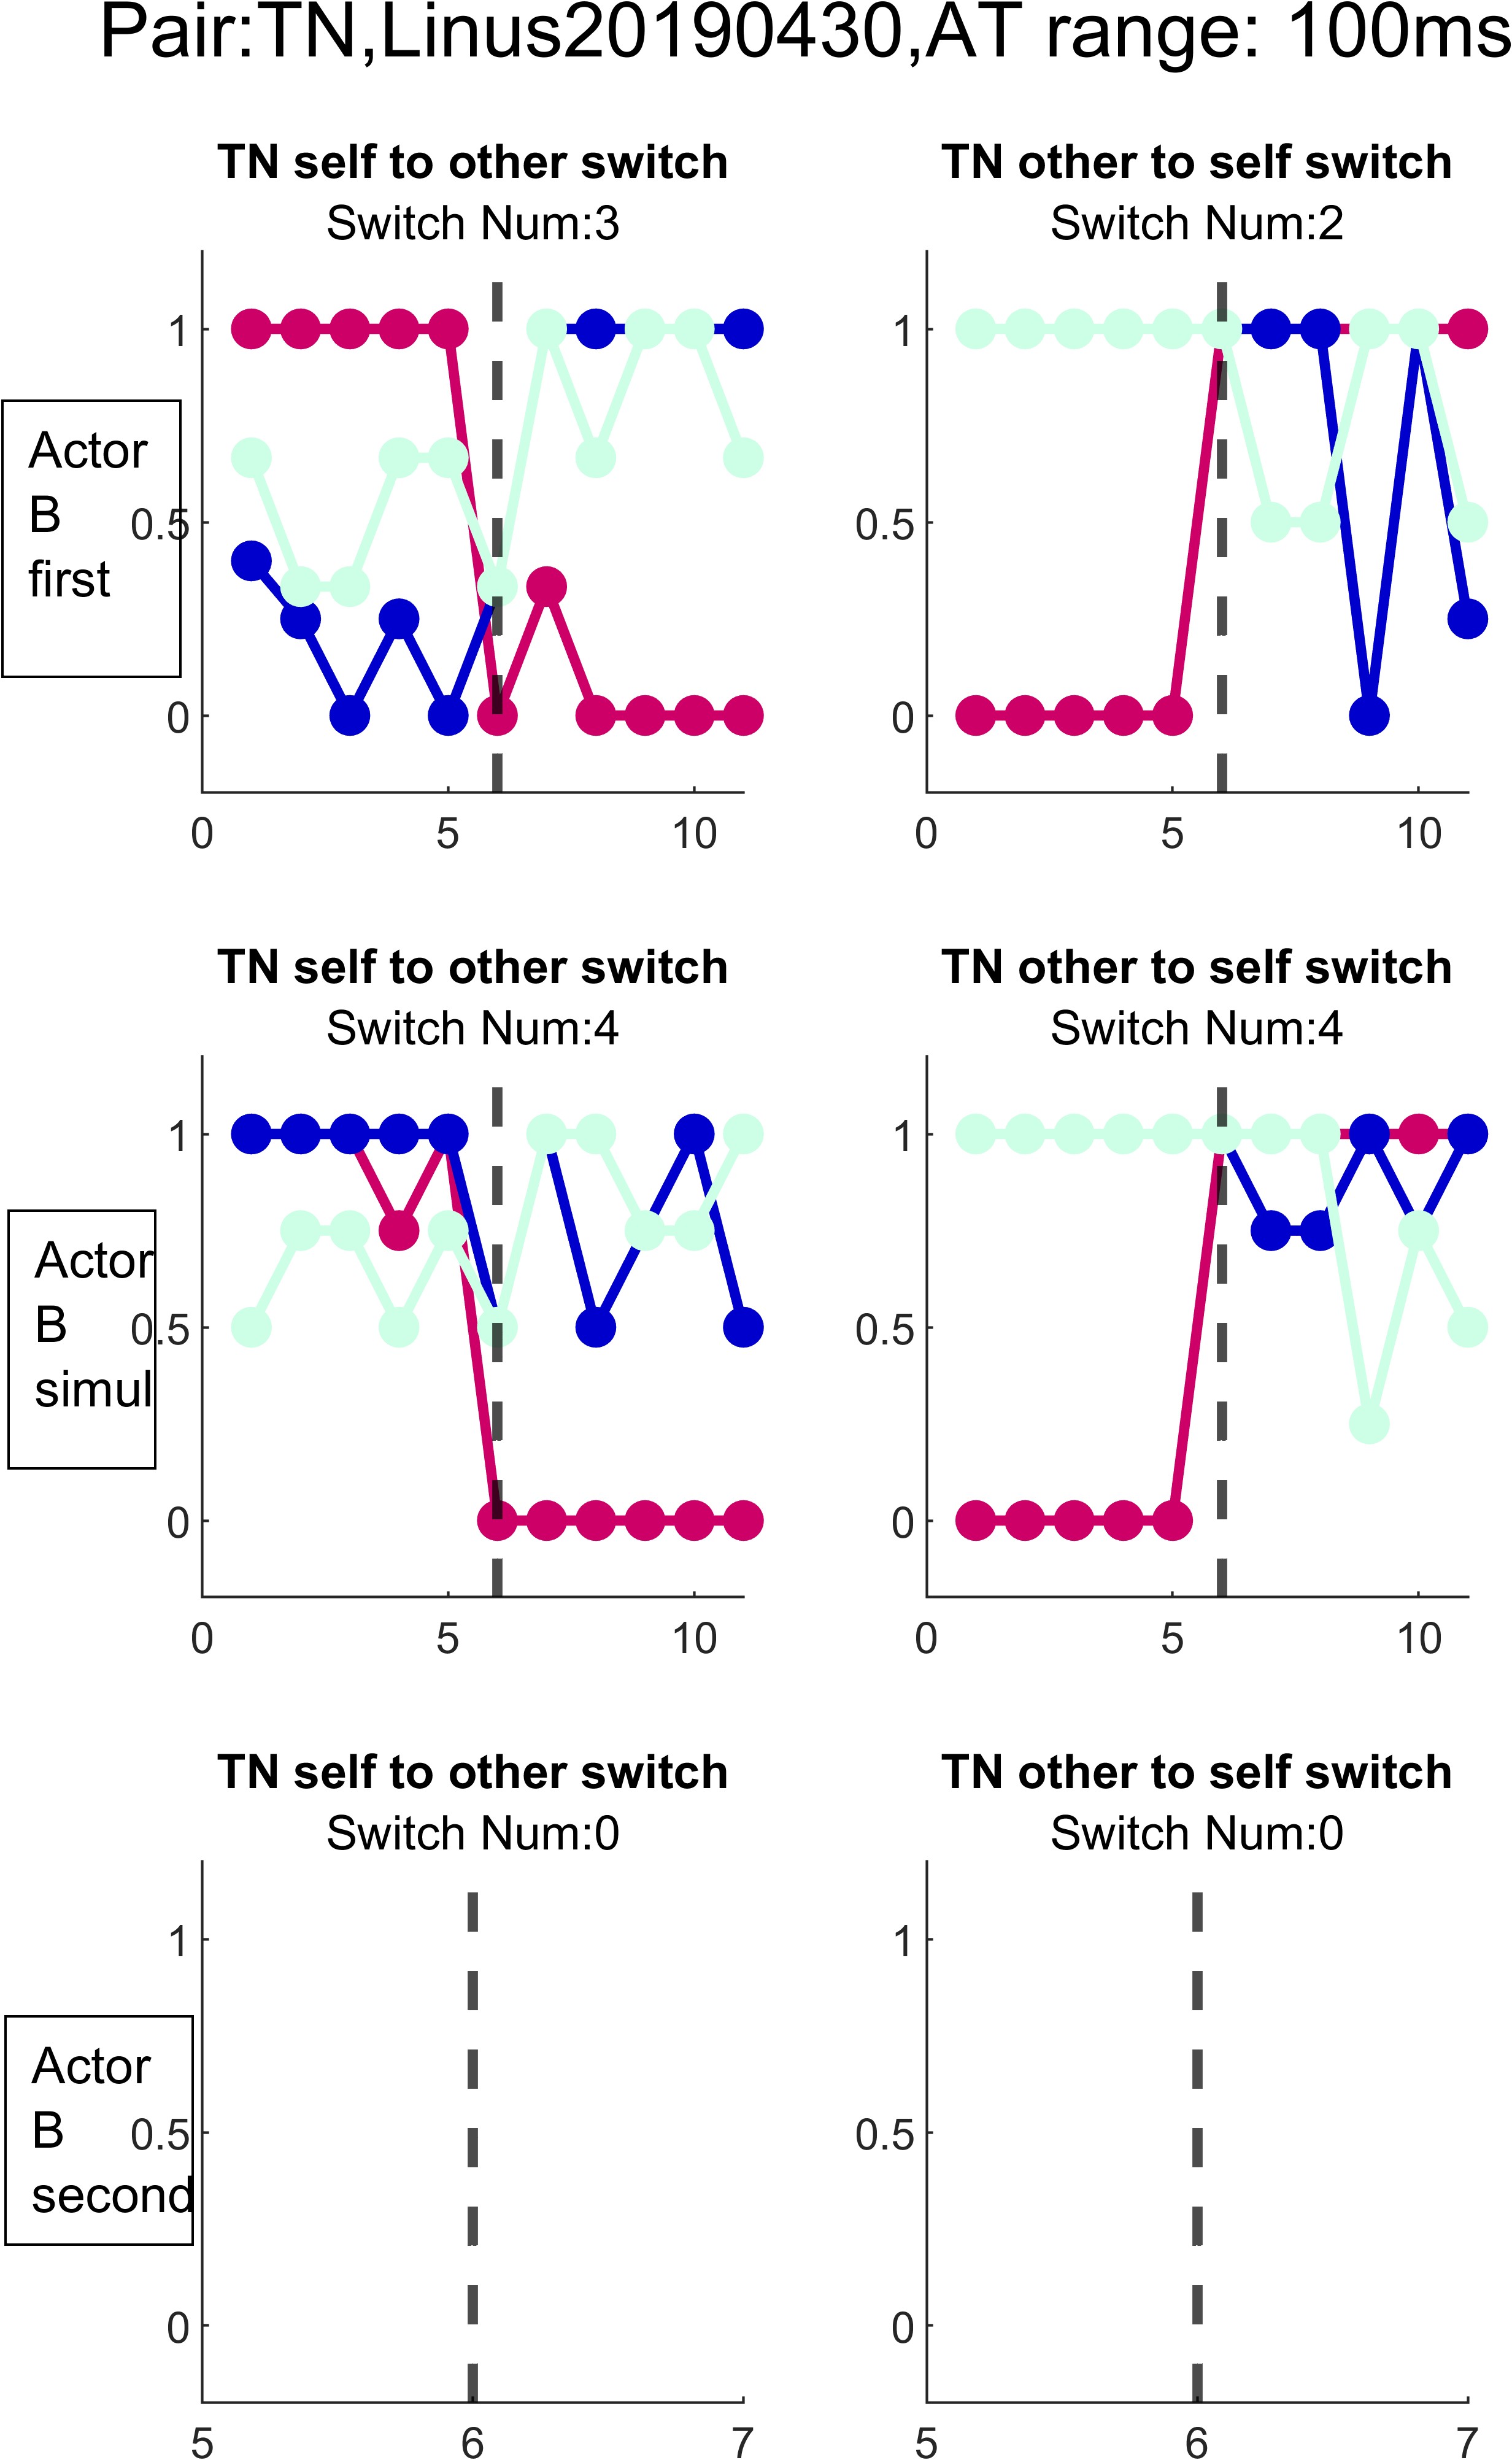 Pair:TN,Linus20190430,AT range: 100ms
TN self to other switch
Switch Num:3
TN other to self switch
Switch Num:2
Actor
B
first
1
0.5
0
0
5
10
1
0.5
0
0
5
10
TN self to other switch
Switch Num:4
TN other to self switch
Switch Num:4
Actor
B
simul
1
0.5
0
0
5
10
1
0.5
0
0
5
10
TN self to other switch
Switch Num:0
TN other to self switch
Switch Num:0
Actor
B
second
1
0.5
0
5
6
7
1
0.5
0
5
6
7